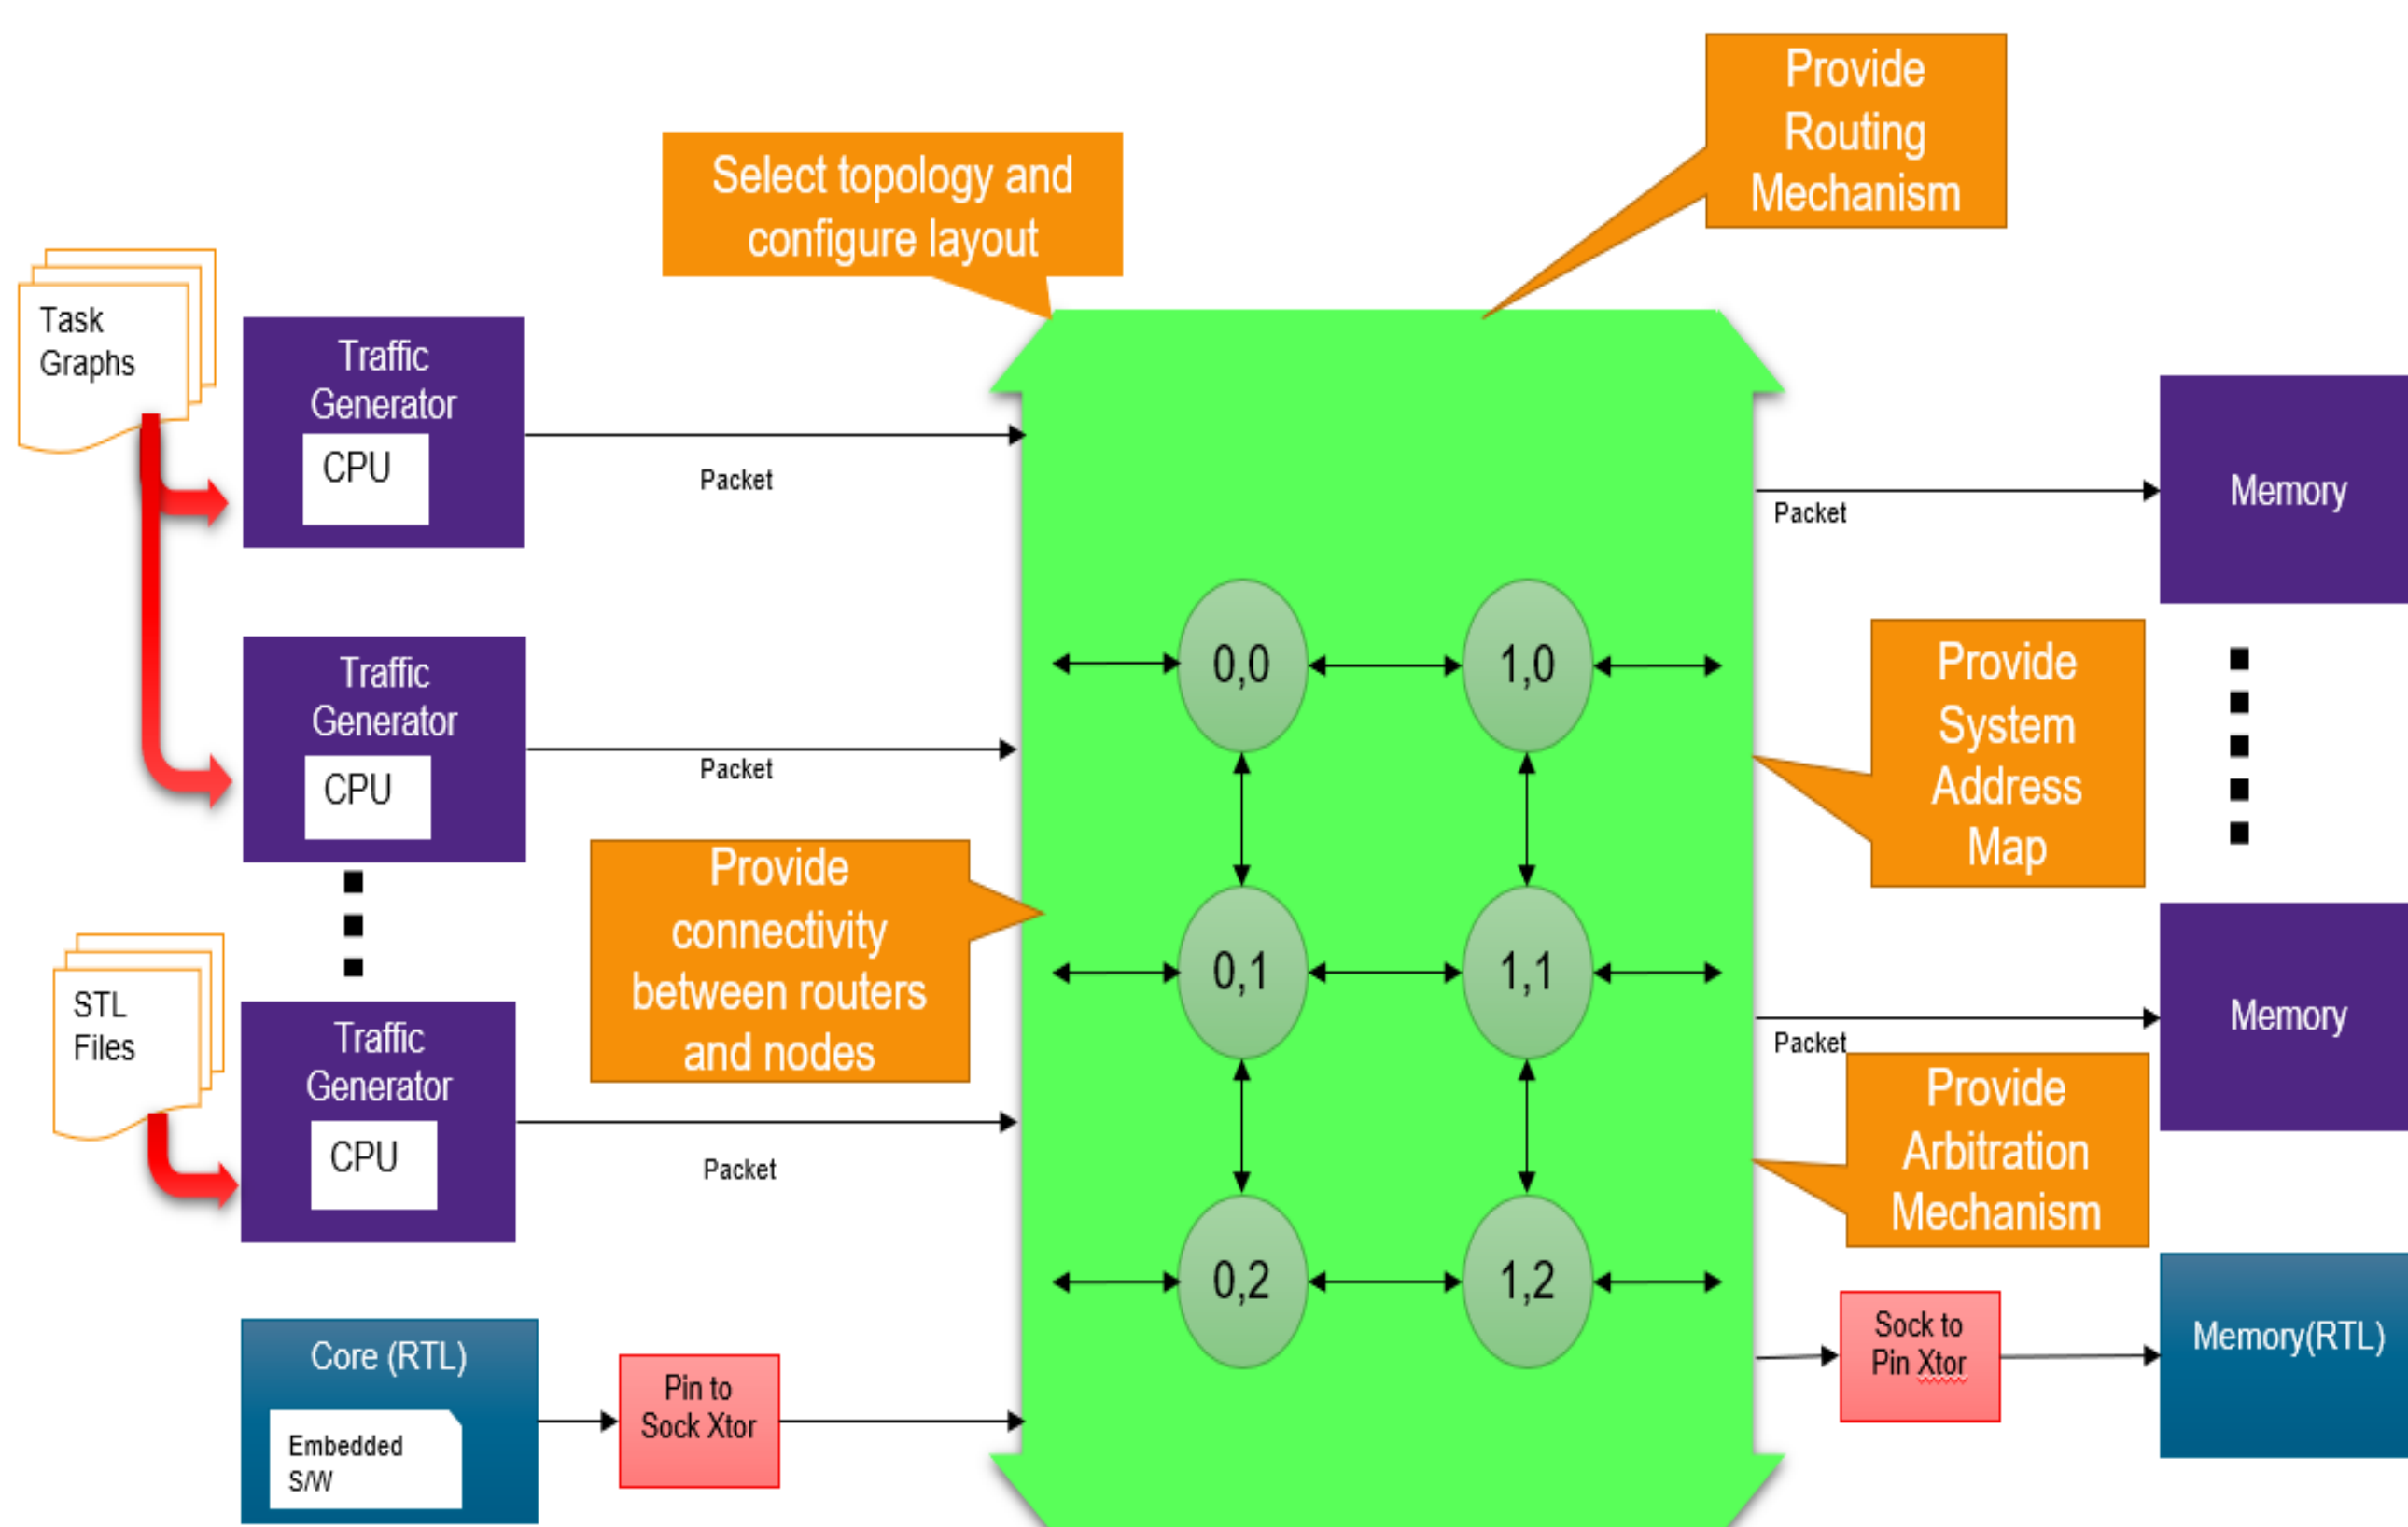 Provide
Routing
Mechanism
Select topology and
configure layout
Task
Graphs
Traffic
Generator
CPU
Packet
Packet
Memory
Traffic
Generator
CPU
Packet
0,0
1,0
Provide
System
Address
Map
Provide
connectivity
between routers
and nodes
0,1
1,1
Memory
Packet
STL
Files
Traffic
Generator
CPU
Packet
Provide
Arbitration
Mechanism
0,2
1,2
Core (RTL)
Embedded
S/W
Pin to
Sock Xtor
Sock to
Pin Xtor
Memory(RTL)